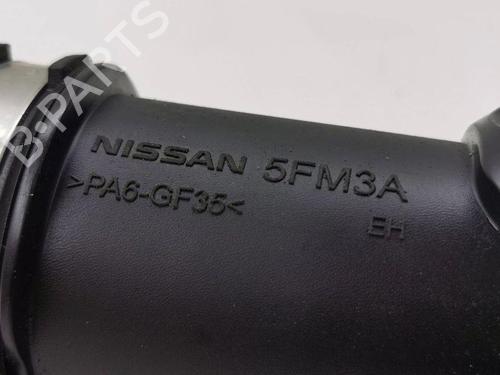 B-PARTS
NISSAN 5FM3A
>PA6-GF35<
EH